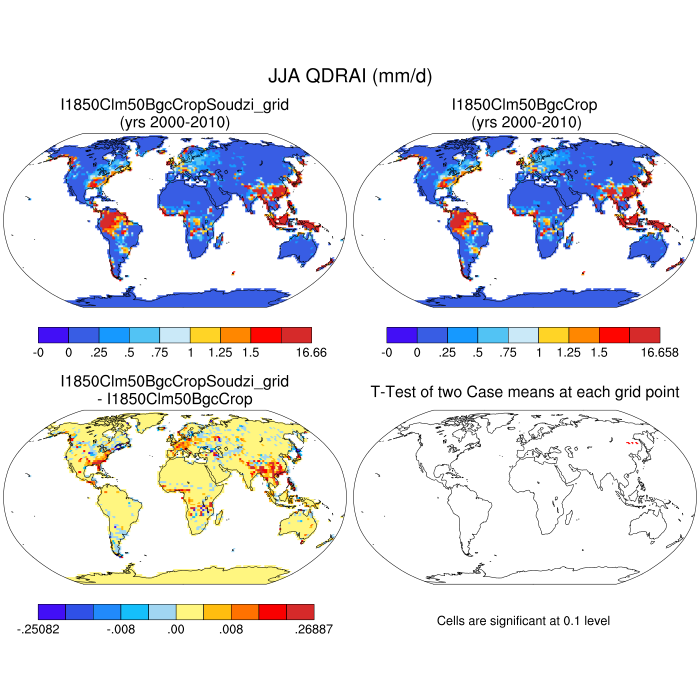 JJA QDRAI (mm/d)
I1850Clm50BgcCropSoudzi_grid
(yrs 2000-2010)
I1850Clm50BgcCrop
(yrs 2000-2010)
-0 0 .25 .5 .75 1 1.25 1.5 16.66
-0 0 .25 .5 .75 1 1.25 1.5 16.658
I1850Clm50BgcCropSoudzi_grid
- I1850Clm50BgcCrop
T-Test of two Case means at each grid point
-.25082 -.008 .00 .008 .26887
Cells are significant at 0.1 level